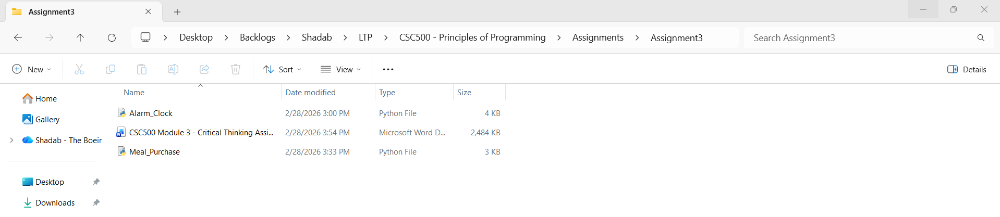 Assignment3
Desktop Backlogs Shadab LTP CSC500 - Principles of Programming Assignments Assignment3 Search Assignment3
New Sort View Details
Name Date modified Type Size
Home
Gallery
Shadab - The Boeir
Desktop
Downloads
Alarm_Clock 2/28/2026 3:00 PM Python File 4 KB
CSC500 Module 3 - Critical Thinking Assi... 2/28/2026 3:54 PM Microsoft Word D... 2,484 KB
Meal_Purchase 2/28/2026 3:33 PM Python File 3 KB